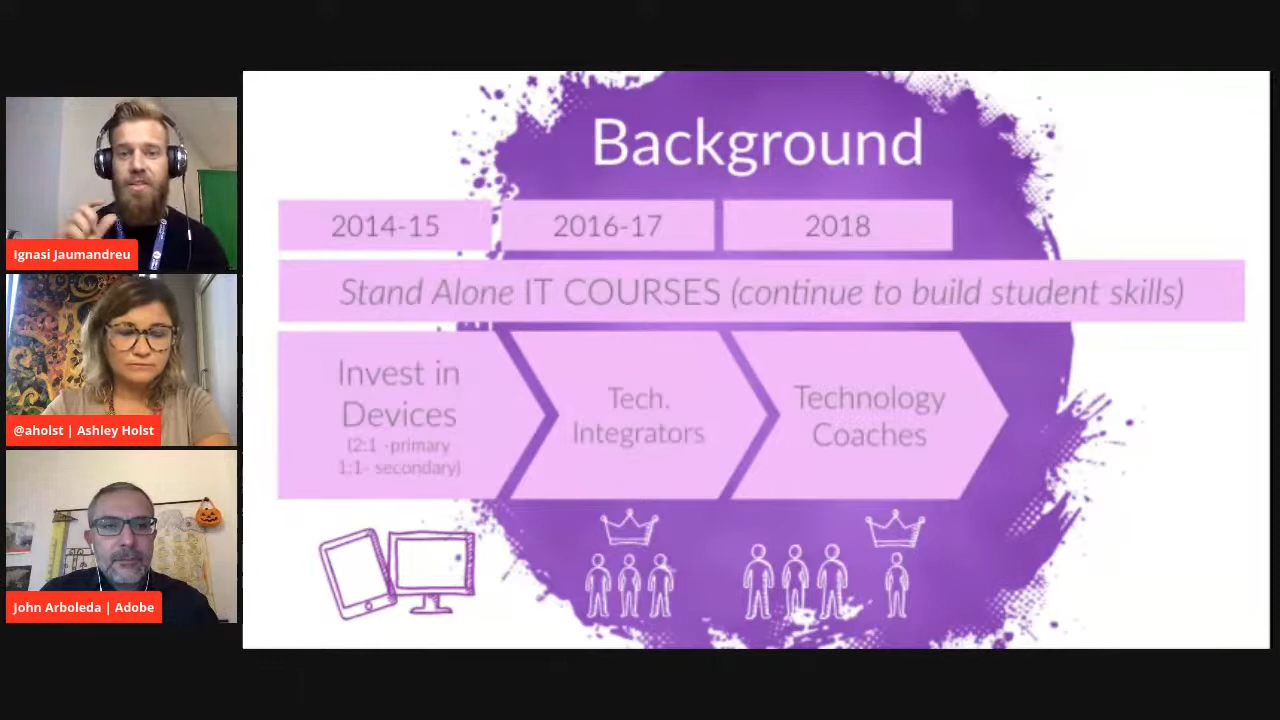 Ignasi Jaumandreu
@aholst | Ashley Holst
John Arboleda | Adobe
Background
2014-15
2016-17
2018
Stand Alone IT COURSES (continue to build student skills)
Invest in
Devices
(2:1 -primary
1:1- secondary)
Tech.
Integrators
Technology
Coaches